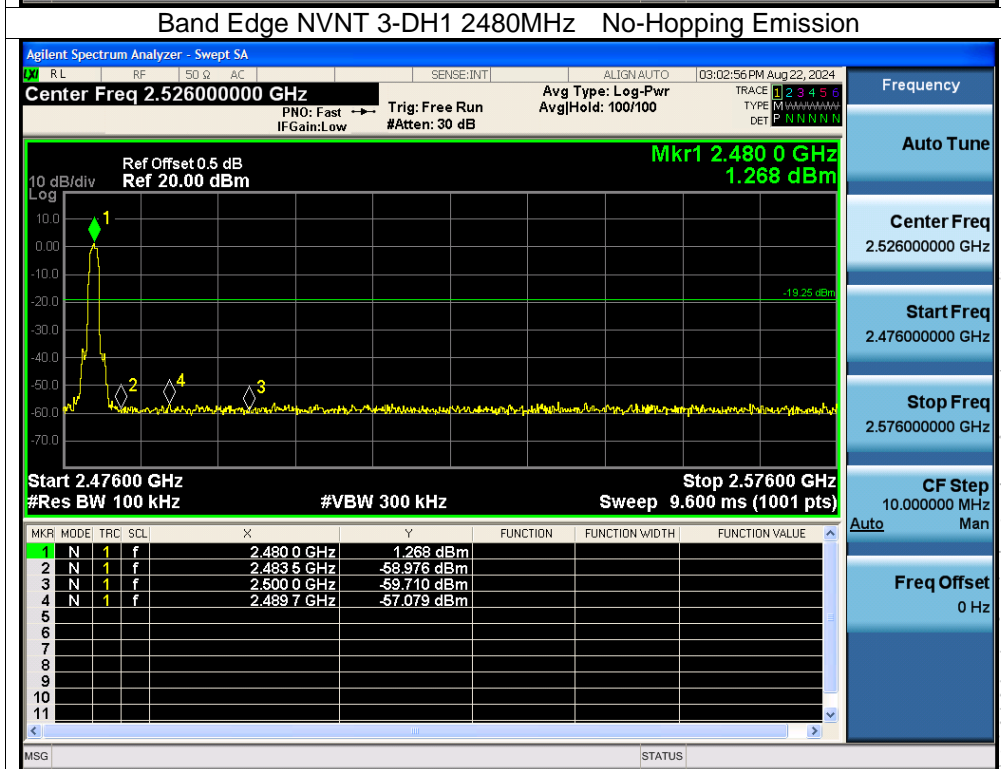 Band Edge NVNT 3-DH1 2480MHz No-Hopping Emission
Agilent Spectrum Analyzer - Swept SA
LXI RL RF 50 Ω AC SENSE:INT ALIGN AUTO 03:02:56 PM Aug 22, 2024
Center Freq 2.526000000 GHz
PNO: Fast
IFGain:Low
Trig: Free Run
#Atten: 30 dB
Avg Type: Log-Pwr
Avg|Hold: 100/100
TRACE 1 2 3 4 5 6
TYPE M WWWWW
DET P N N N N N
Ref Offset 0.5 dB
Ref 20.00 dBm
10 dB/div
Log
Mkr1 2.480 0 GHz
1.268 dBm
10.0
0.00
-10.0
-20.0
-30.0
-40.0
-50.0
-60.0
-70.0
1
2
4
3
-19.25 dBm
Start 2.47600 GHz
Stop 2.57600 GHz
#Res BW 100 kHz
#VBW 300 kHz
Sweep 9.600 ms (1001 pts)
MKR MODE TRC SCL X Y FUNCTION FUNCTION WIDTH FUNCTION VALUE
1 N 1 f 2.480 0 GHz 1.268 dBm
2 N 1 f 2.483 5 GHz -58.976 dBm
3 N 1 f 2.500 0 GHz -59.710 dBm
4 N 1 f 2.489 7 GHz -57.079 dBm
5
6
7
8
9
10
11
MSG STATUS
Frequency
Auto Tune
Center Freq
2.526000000 GHz
Start Freq
2.476000000 GHz
Stop Freq
2.576000000 GHz
CF Step
10.000000 MHz
Auto Man
Freq Offset
0 Hz